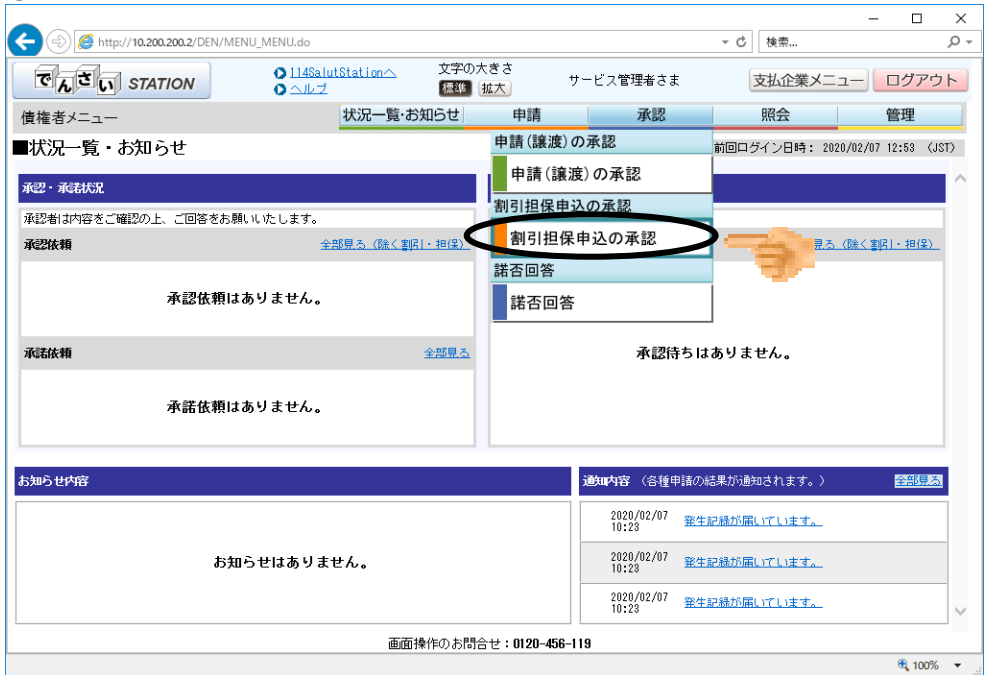 http://10.200.200.2/DEN/MENU_MENU.do
検索...
でんさい STATION
114SalutStationへ
ヘルプ
文字の大きさ
標準 拡大
サービス管理者さま
支払企業メニュー
ログアウト
債権者メニュー
状況一覧・お知らせ 申請 承認 照会 管理
■状況一覧・お知らせ
前回ログイン日時: 2020/02/07 12:53 (JST)
申請(譲渡)の承認
申請(譲渡)の承認
割引担保申込の承認
割引担保申込の承認
諾否回答
諾否回答
承認・承諾状況
承認者は内容をご確認の上、ご回答をお願いいたします。
承認依頼 全部見る(除く割引・担保)
見る(除く割引・担保)
承認依頼はありません。
承諾依頼 全部見る
承認待ちはありません。
承諾依頼はありません。
お知らせ内容
お知らせはありません。
通知内容 (各種申請の結果が通知されます。) 全部見る
2020/02/07
10:23
発生記録が届いています。
2020/02/07
10:23
発生記録が届いています。
2020/02/07
10:23
発生記録が届いています。
画面操作のお問合せ:0120-456-119
100%